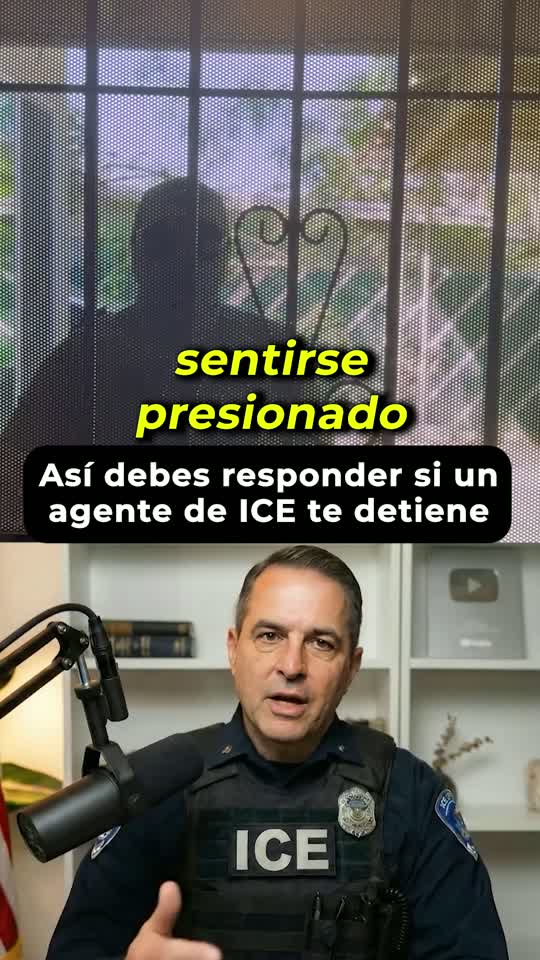 sentirse
presionado
Así debes responder si un
agente de ICE te detiene
ICE